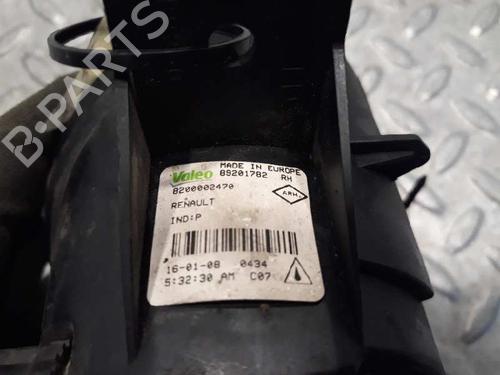 B-PARTS
Valeo
MADE IN EUROPE
89201782 RH
8200002470
RENAULT
IND:P
16-01-08 0434
5:32:30 AM C07